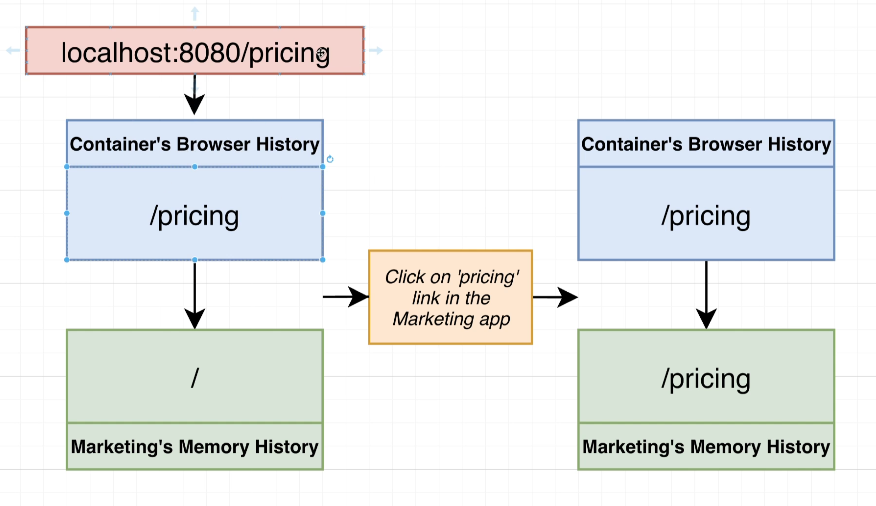 localhost:8080/pricing
Container's Browser History
/pricing
/
Marketing's Memory History
Click on 'pricing'
link in the
Marketing app
Container's Browser History
/pricing
/pricing
Marketing's Memory History